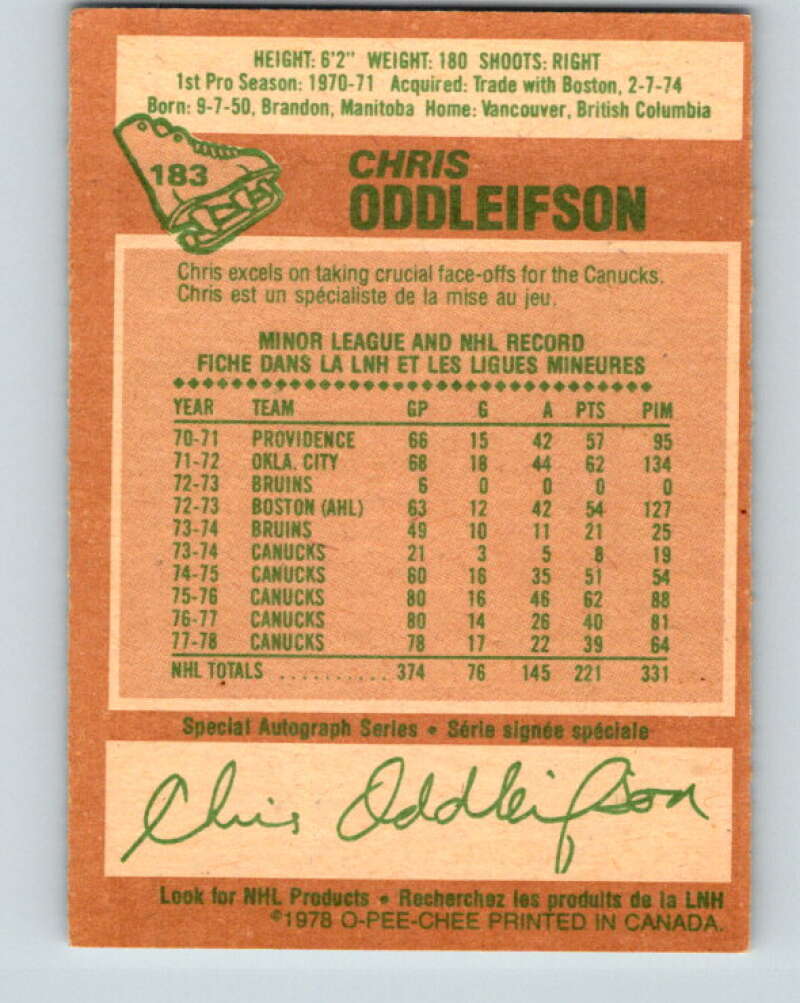 HEIGHT: 6'2" WEIGHT: 180 SHOOTS: RIGHT
1st Pro Season: 1970-71 Acquired: Trade with Boston, 2-7-74
Born: 9-7-50, Brandon, Manitoba Home: Vancouver, British Columbia
183
CHRIS
ODDLEIFSON
Chris excels on taking crucial face-offs for the Canucks.
Chris est un spécialiste de la mise au jeu.
MINOR LEAGUE AND NHL RECORD
FICHE DANS LA LNH ET LES LIGUES MINEURES
YEAR TEAM GP G A PTS PIM
70-71 PROVIDENCE 66 15 42 57 95
71-72 OKLA. CITY 68 18 44 62 134
72-73 BRUINS 6 0 0 0 0
72-73 BOSTON (AHL) 63 12 42 54 127
73-74 BRUINS 49 10 11 21 25
73-74 CANUCKS 21 3 5 8 19
74-75 CANUCKS 60 16 35 51 54
75-76 CANUCKS 80 16 46 62 88
76-77 CANUCKS 80 14 26 40 81
77-78 CANUCKS 78 17 22 39 64
NHL TOTALS .......... 374 76 145 221 331
Special Autograph Series • Série signée spéciale
Chris Oddleifson
Look for NHL Products • Recherchez les produits de la LNH
©1978 O-PEE-CHEE PRINTED IN CANADA.